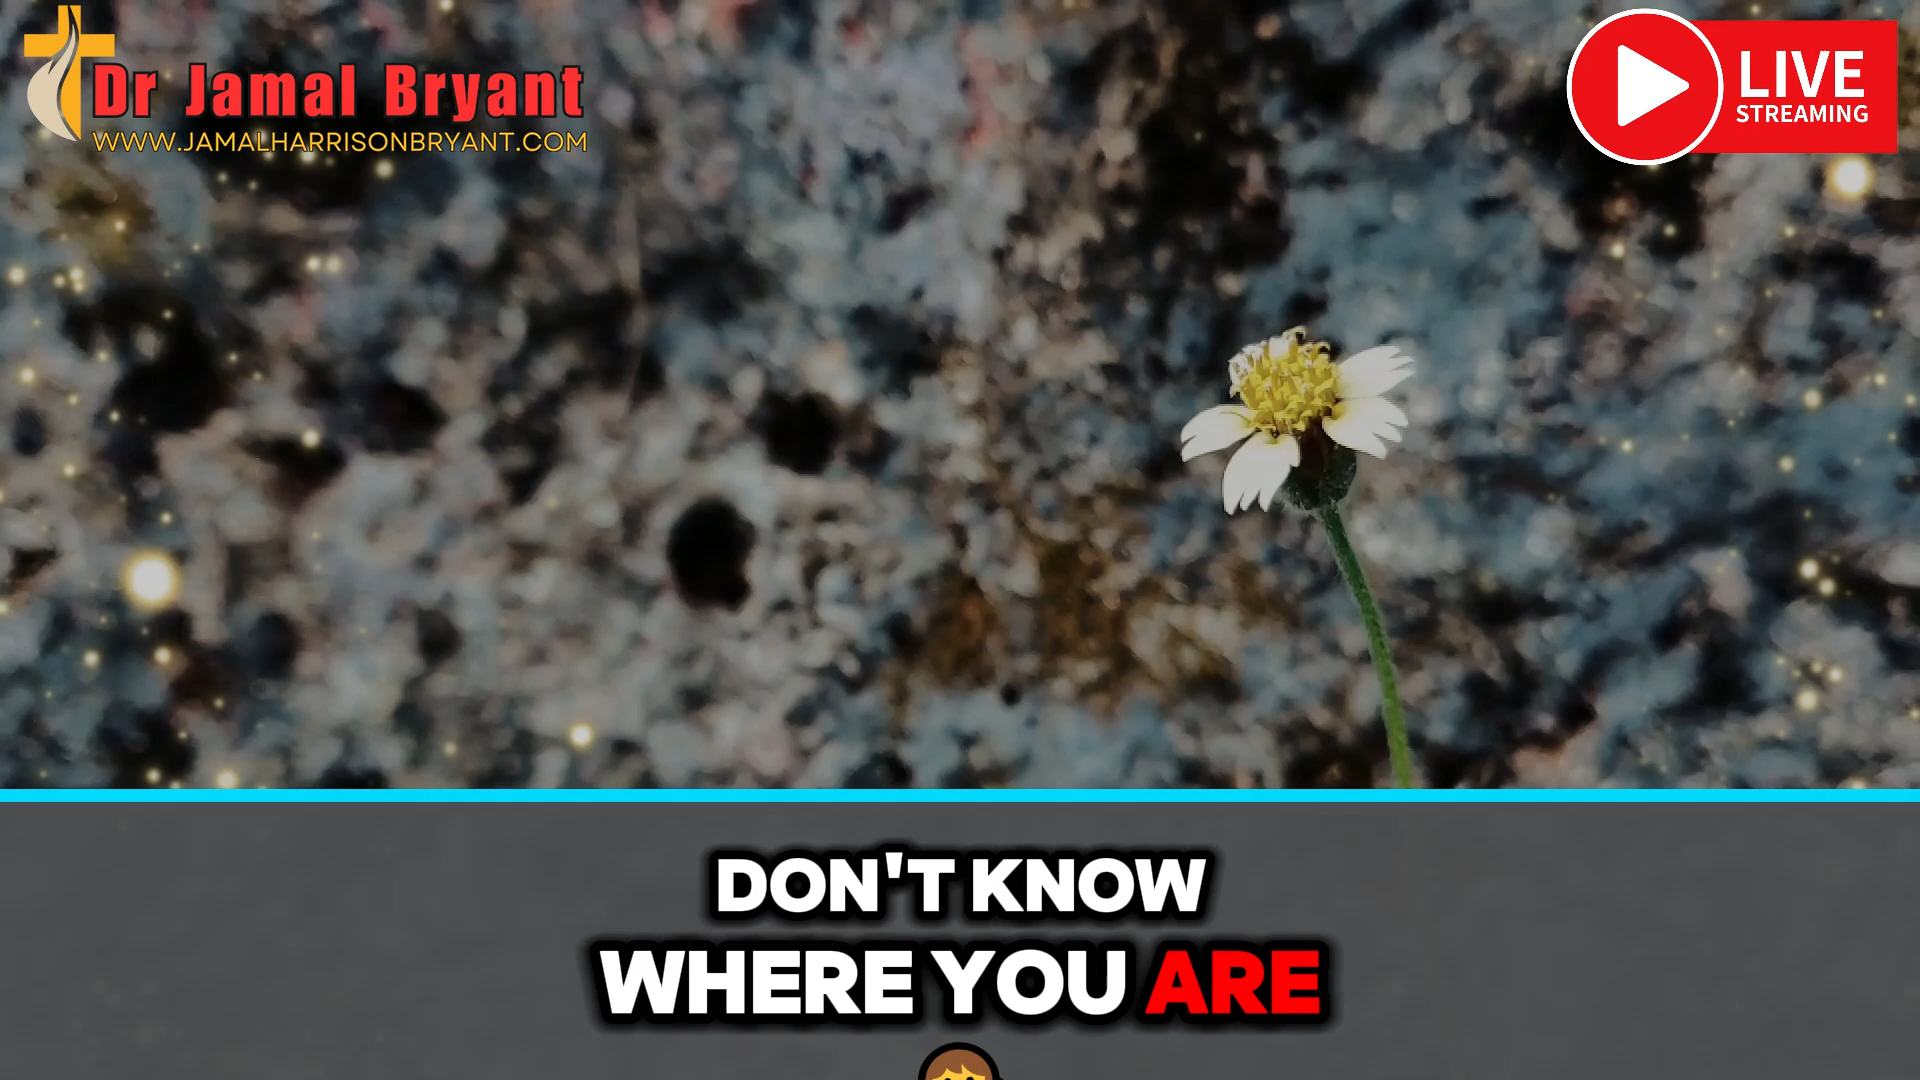 Dr Jamal Bryant
WWW.JAMALHARRISONBRYANT.COM
LIVE
STREAMING
DON'T KNOW
WHERE YOU ARE